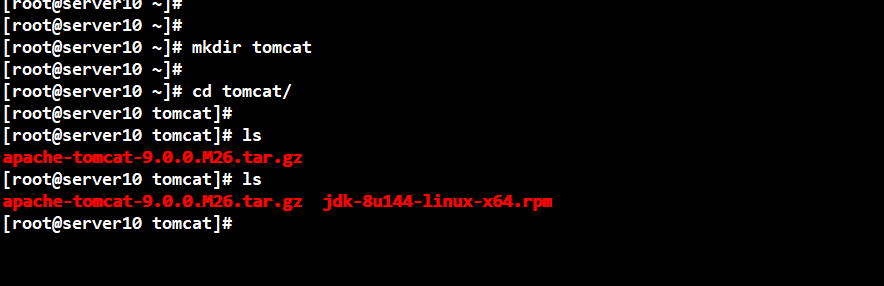 [root@server10 ~]#
[root@server10 ~]#
[root@server10 ~]# mkdir tomcat
[root@server10 ~]#
[root@server10 ~]# cd tomcat/
[root@server10 tomcat]#
[root@server10 tomcat]# ls
apache-tomcat-9.0.0.M26.tar.gz
[root@server10 tomcat]# ls
apache-tomcat-9.0.0.M26.tar.gz  jdk-8u144-linux-x64.rpm
[root@server10 tomcat]#